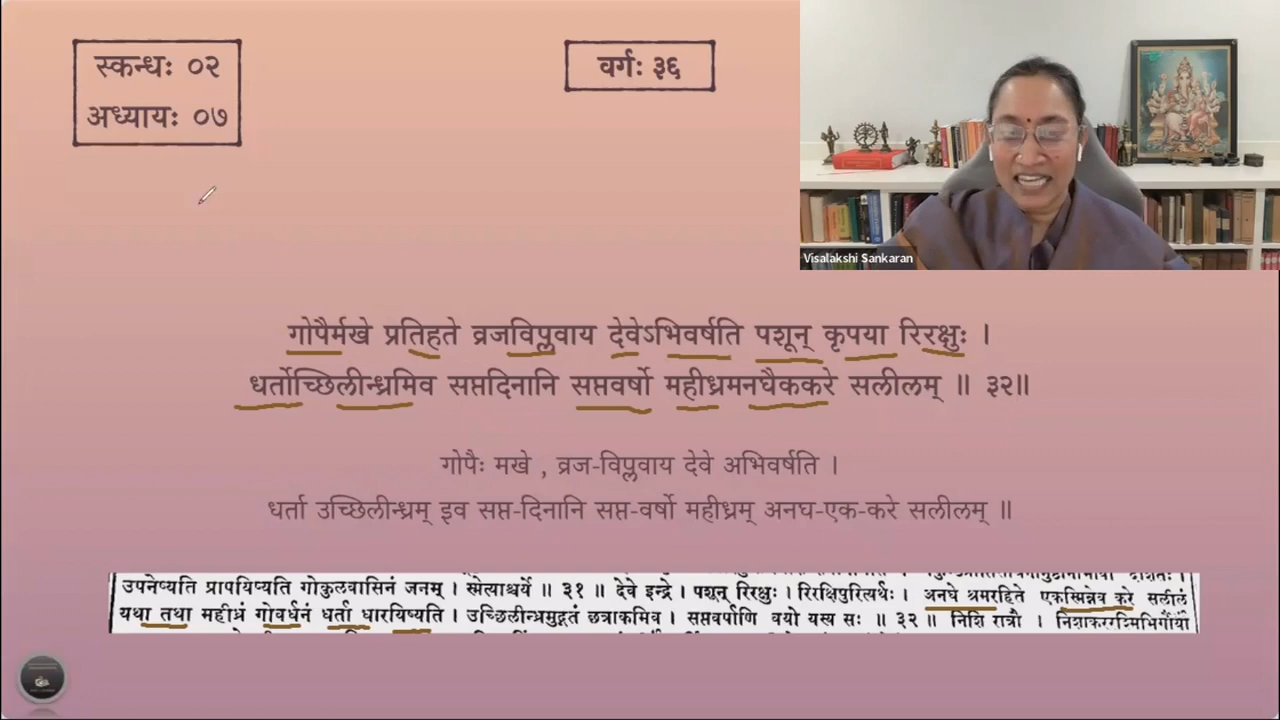 स्कन्धः ०२
अध्यायः ०७
वर्गः ३६
Visalakshi Sankaran
गोपैर्मखे प्रतिहते व्रजविप्लवाय देवेऽभिवर्षति पशून् कृपया रिरक्षुः ।
धर्तोच्छिलीन्ध्रमिव सप्तदिनानि सप्तवर्षो महीध्रमनघैककरे सलीलम् ॥ ३२॥
गोपैः मखे , व्रज-विप्लवाय देवे अभिवर्षति ।
धर्ता उच्छिलीन्ध्रम् इव सप्त-दिनानि सप्त-वर्षो महीध्रम् अनघ-एक-करे सलीलम् ॥
उपनेष्यति प्रापयिष्यति गोकुलवासिनं जनम् । स्मेत्याश्चर्ये ॥ ३१ ॥ देवे इन्द्रे । पशून् रिरक्षुः । रिरक्षिषुरित्यर्थः । अनघे श्रमरहिते एकस्मिन्नेव करे सलीलं
यथा तथा महीध्रं गोवर्धनं धर्ता धारयिष्यति । उच्छिलीन्ध्रमुद्गतं छत्राकमिव । सप्तवर्षाणि वयो यस्य सः ॥ ३२ ॥ निशि रात्रौ ।